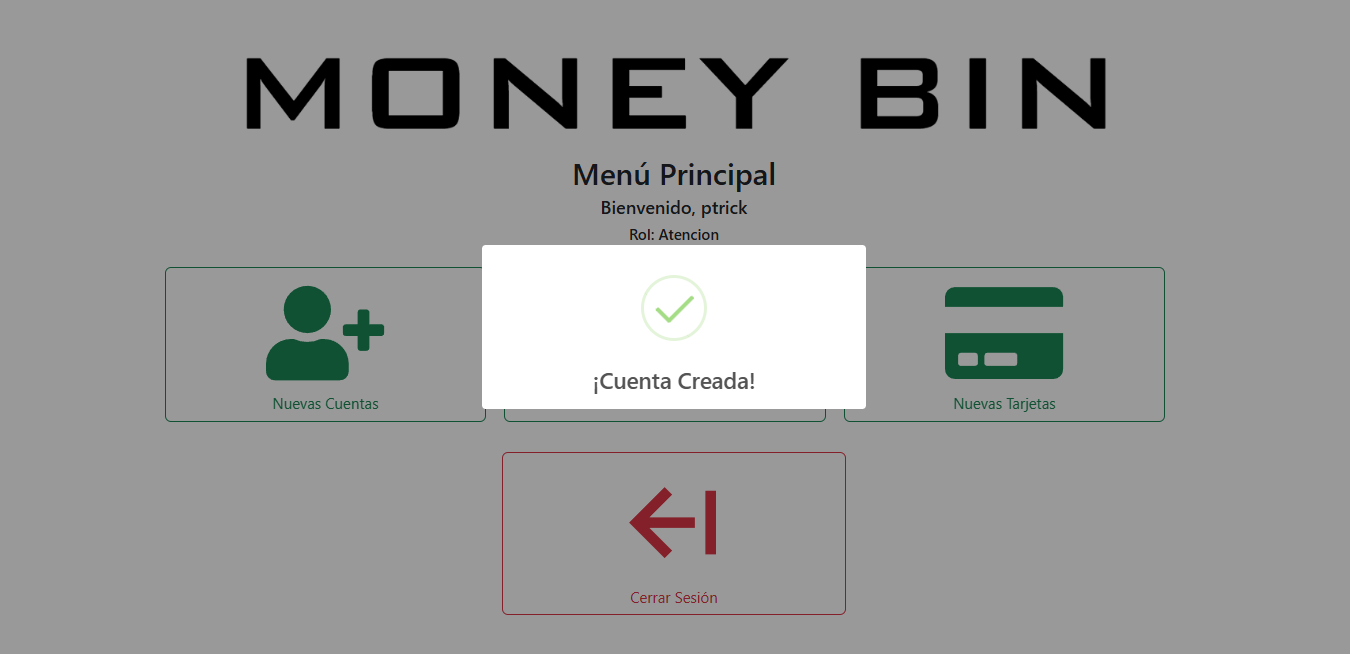 MONEY BIN
Menú Principal
Bienvenido, ptrick
Rol: Atencion
¡Cuenta Creada!
Nuevas Cuentas
Nuevas Tarjetas
Cerrar Sesión